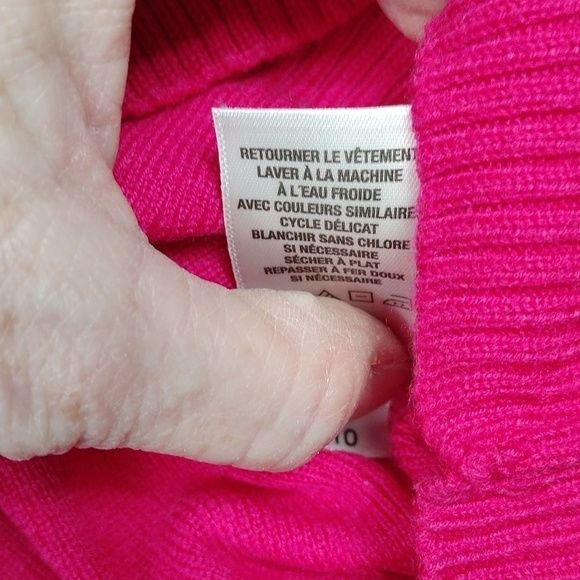 RETOURNER LE VÊTEMENT
LAVER À LA MACHINE
À L'EAU FROIDE
AVEC COULEURS SIMILAIRES
CYCLE DÉLICAT
BLANCHIR SANS CHLORE
SI NÉCESSAIRE
SÉCHER À PLAT
REPASSER À FER DOUX
SI NÉCESSAIRE